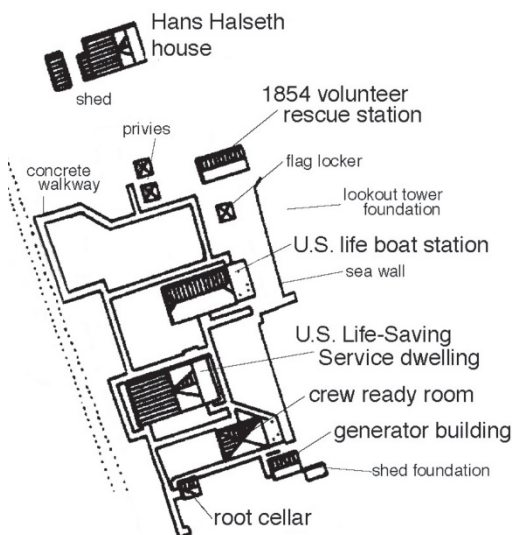 Hans Halseth
house
shed
1854 volunteer
rescue station
privies
flag locker
concrete
walkway
lookout tower
foundation
U.S. life boat station
sea wall
U.S. Life-Saving
Service dwelling
crew ready room
generator building
shed foundation
root cellar